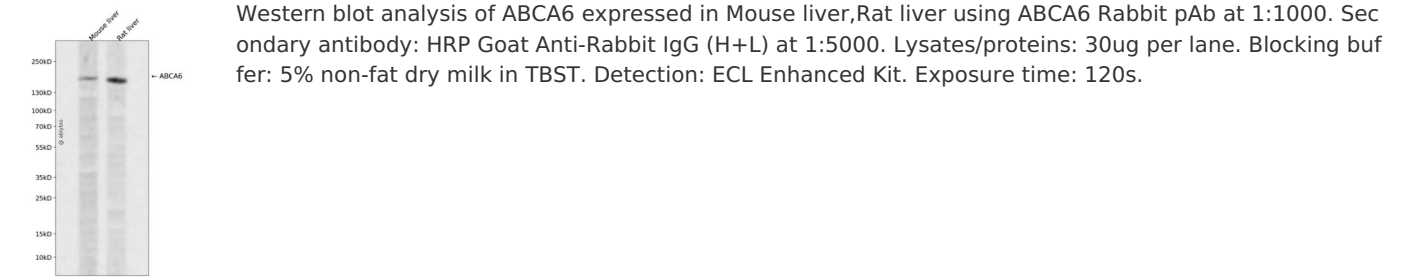 Mouse liver
Rat liver
Western blot analysis of ABCA6 expressed in Mouse liver,Rat liver using ABCA6 Rabbit pAb at 1:1000. Sec
ondary antibody: HRP Goat Anti-Rabbit IgG (H+L) at 1:5000. Lysates/proteins: 30ug per lane. Blocking buf
fer: 5% non-fat dry milk in TBST. Detection: ECL Enhanced Kit. Exposure time: 120s.
250kD
← ABCA6
130kD
100kD
70kD
55kD
35kD
25kD
15kD
10kD